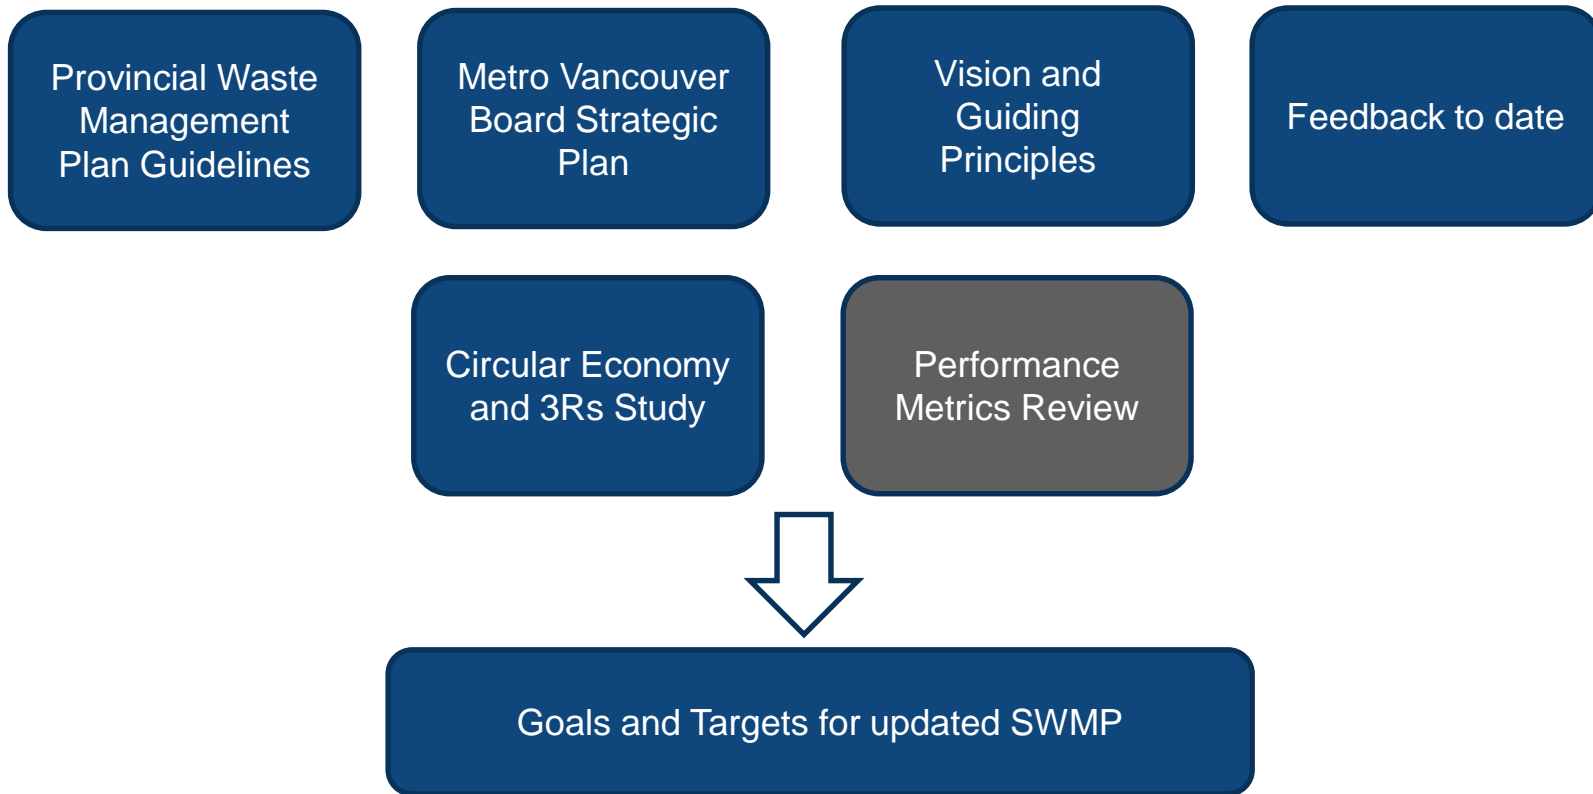 Provincial Waste
Management
Plan Guidelines
Metro Vancouver
Board Strategic
Plan
Vision and
Guiding
Principles
Feedback to date
Circular Economy
and 3Rs Study
Performance
Metrics Review
Goals and Targets for updated SWMP